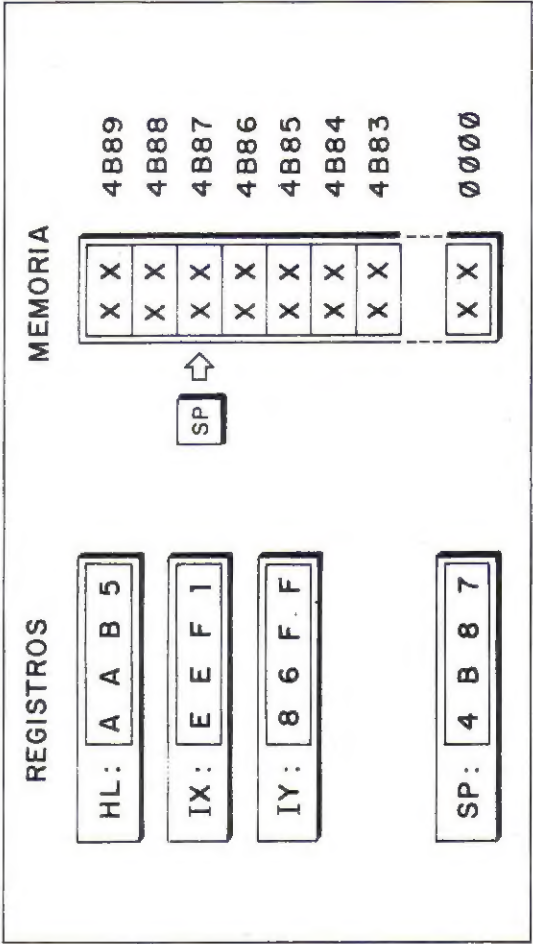 REGISTROS
HL: A A B 5
IX: E E F 1
IY: 8 6 F F
SP: 4 B 8 7
MEMORIA
SP
X X 4B89
X X 4B88
X X 4B87
X X 4B86
X X 4B85
X X 4B84
X X 4B83
X X 0000